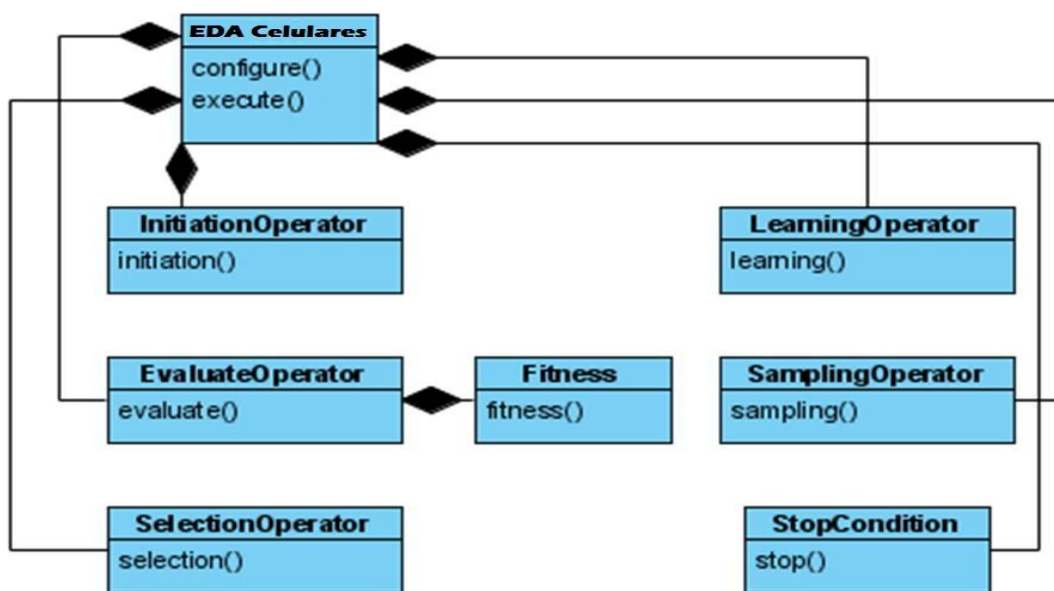 EDA Celulares
configure()
execute()
InitiationOperator
initiation()
LearningOperator
learning()
EvaluateOperator
evaluate()
Fitness
fitness()
SamplingOperator
sampling()
SelectionOperator
selection()
StopCondition
stop()